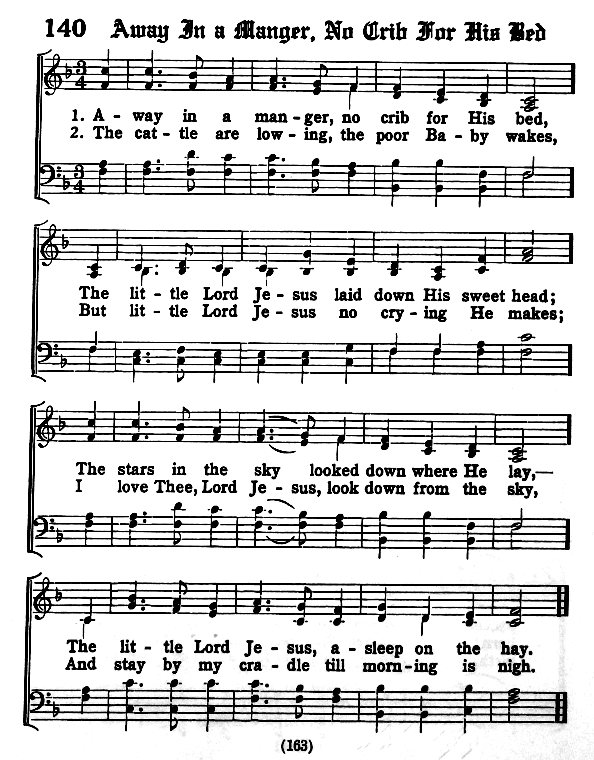 140 Away In a Manger, No Crib For His Bed
3
4
1. A - way in a man - ger, no crib for His bed,
2. The cat - tle are low - ing, the poor Ba - by wakes,
3
4
The lit - tle Lord Je - sus laid down His sweet head;
But lit - tle Lord Je - sus no cry - ing He makes;
The stars in the sky looked down where He lay,—
I love Thee, Lord Je - sus, look down from the sky,
The lit - tle Lord Je - sus, a - sleep on the hay.
And stay by my cra - dle till morn - ing is nigh.
(163)